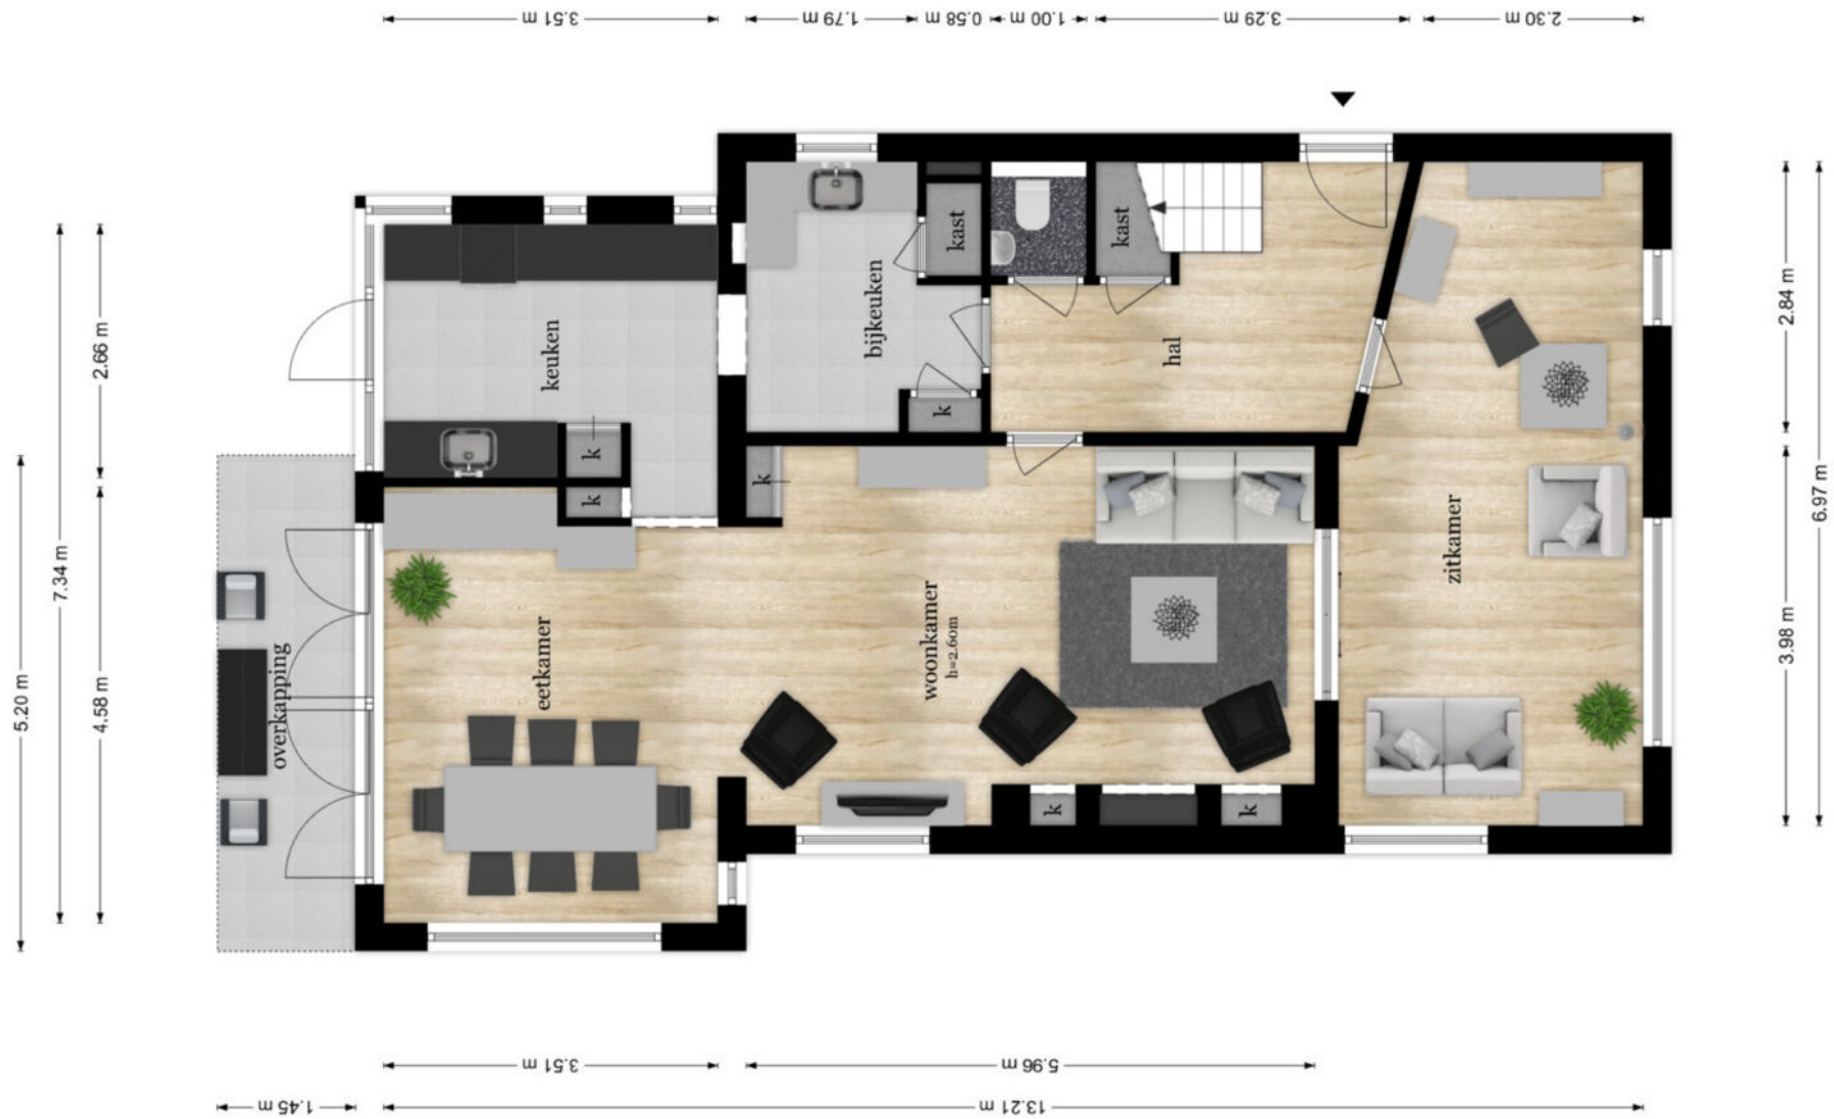 3.51 m
1.79 m
0.58 m
1.00 m
3.29 m
2.30 m
kast
kast
bijkeuken
keuken
hal
k
k
k
k
zitkamer
woonkamer
h=2.60m
eetkamer
overkapping
k
k
5.20 m
7.34 m
2.66 m
4.58 m
2.84 m
3.98 m
6.97 m
3.51 m
5.96 m
1.45 m
13.21 m